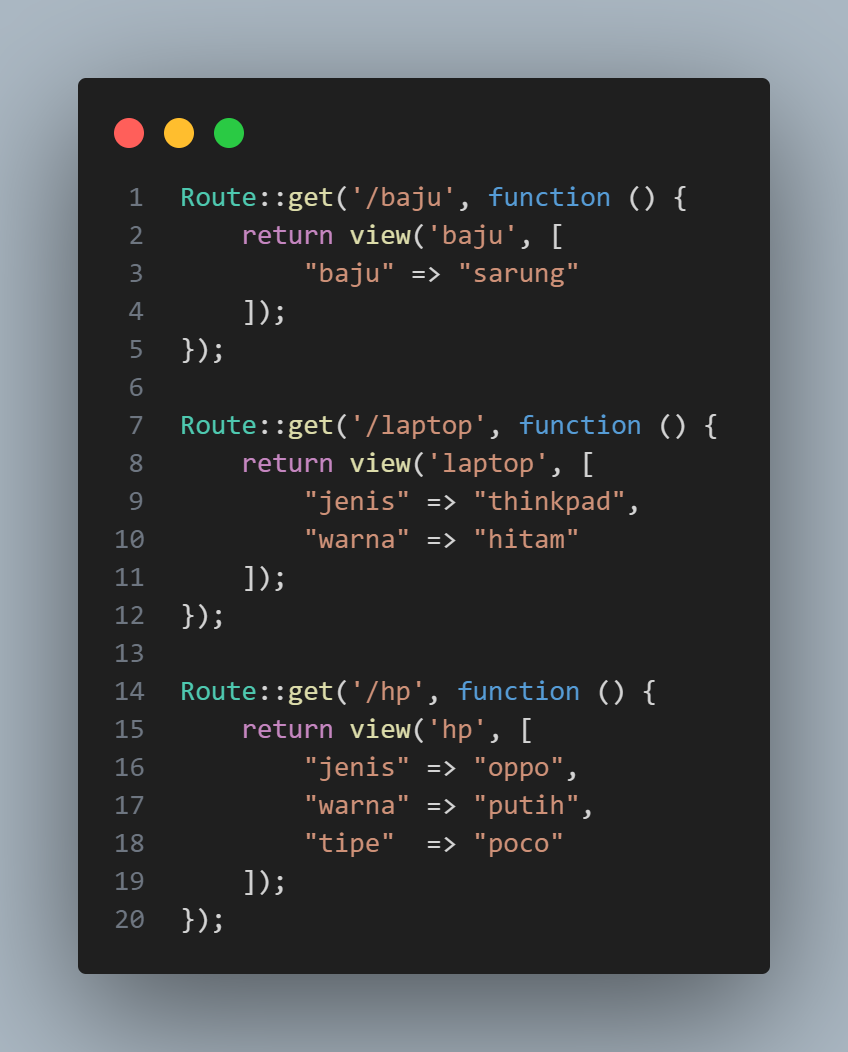 1 Route::get('/baju', function () {
2     return view('baju', [
3         "baju" => "sarung"
4     ]);
5 });
6
7 Route::get('/laptop', function () {
8     return view('laptop', [
9         "jenis" => "thinkpad",
10         "warna" => "hitam"
11     ]);
12 });
13
14 Route::get('/hp', function () {
15     return view('hp', [
16         "jenis" => "oppo",
17         "warna" => "putih",
18         "tipe"  => "poco"
19     ]);
20 });